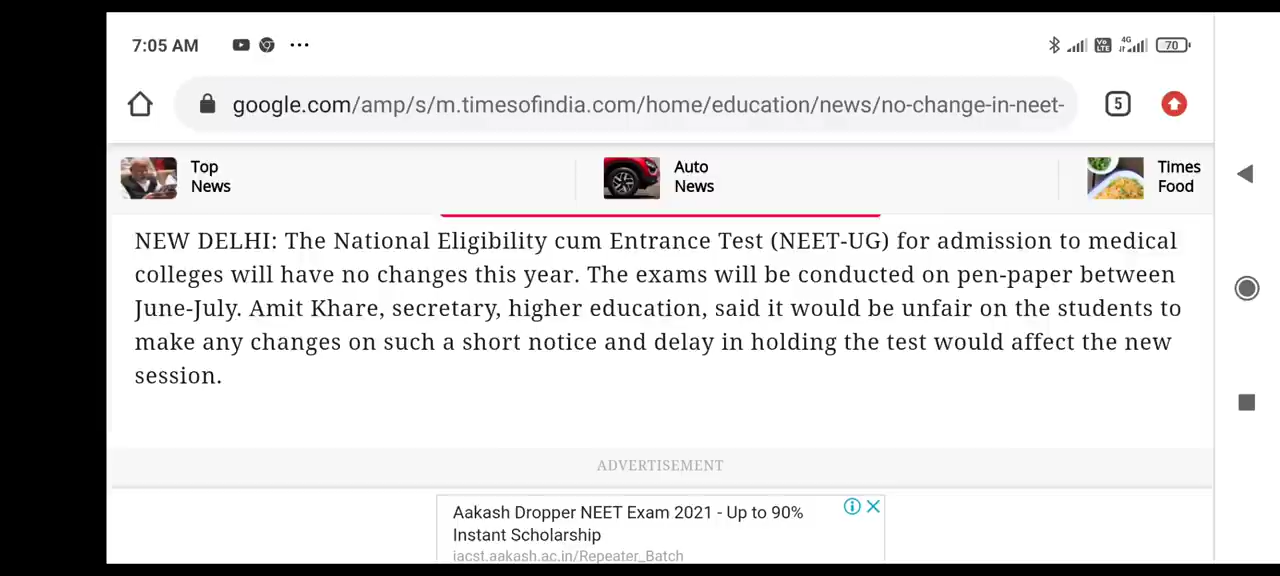 7:05 AM
4G
Vo LTE
70
google.com/amp/s/m.timesofindia.com/home/education/news/no-change-in-neet-
5
Top
News
Auto
News
Times
Food
NEW DELHI: The National Eligibility cum Entrance Test (NEET-UG) for admission to medical
colleges will have no changes this year. The exams will be conducted on pen-paper between
June-July. Amit Khare, secretary, higher education, said it would be unfair on the students to
make any changes on such a short notice and delay in holding the test would affect the new
session.
ADVERTISEMENT
Aakash Dropper NEET Exam 2021 - Up to 90%
Instant Scholarship
iacst.aakash.ac.in/Repeater_Batch